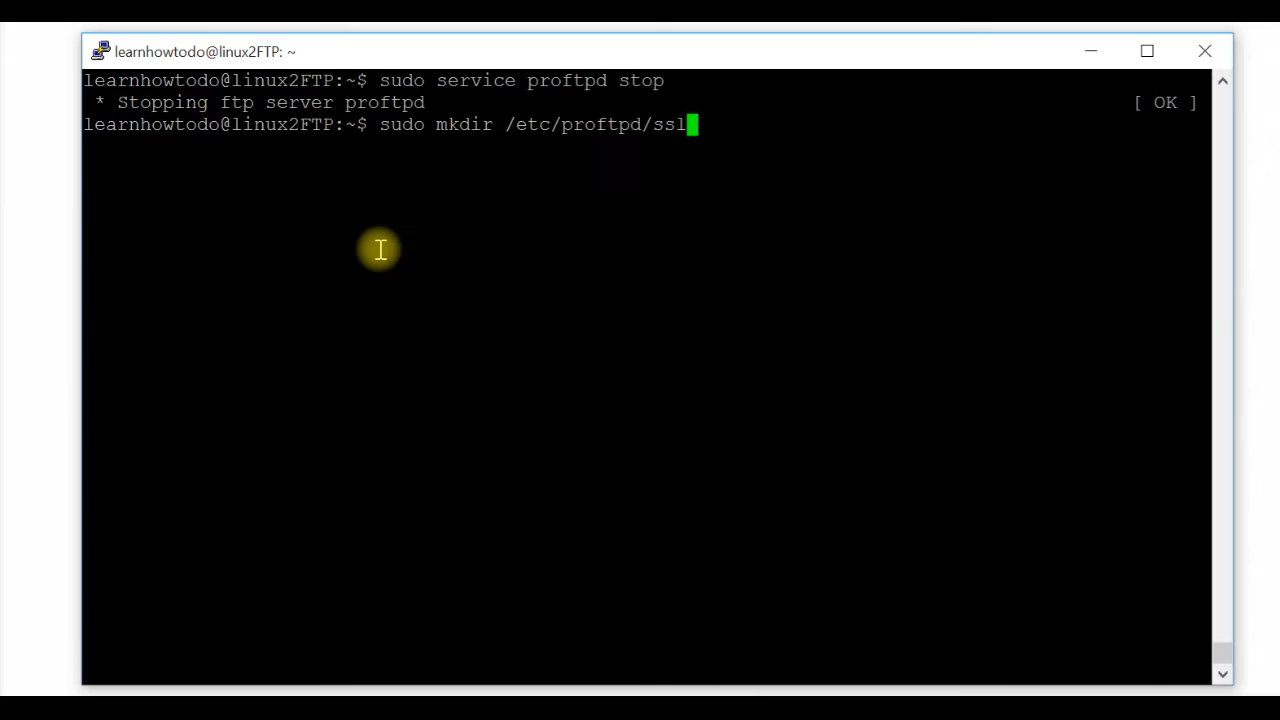 learnhowtodo@linux2FTP: ~
learnhowtodo@linux2FTP:~$ sudo service proftpd stop
 * Stopping ftp server proftpd [ OK ]
learnhowtodo@linux2FTP:~$ sudo mkdir /etc/proftpd/ssl